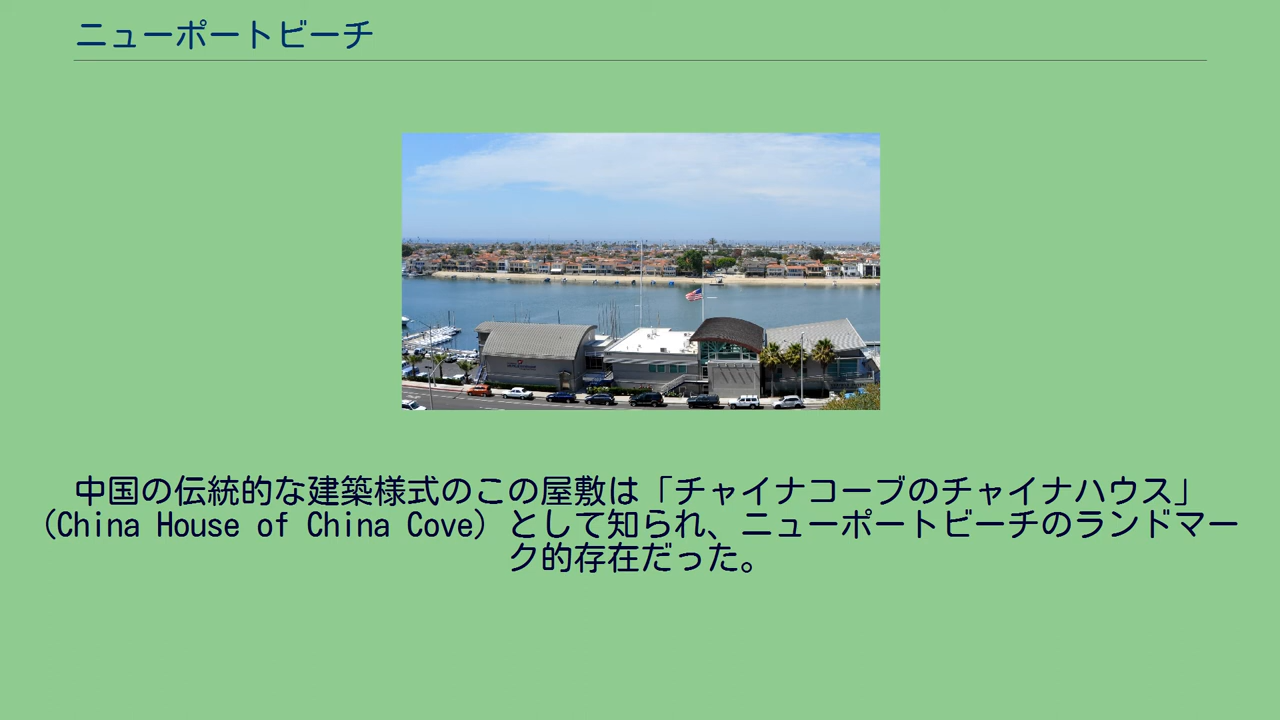 ニューポートビーチ
中国の伝統的な建築様式のこの屋敷は「チャイナコーブのチャイナハウス」
(China House of China Cove) として知られ、ニューポートビーチのランドマー
ク的存在だった。